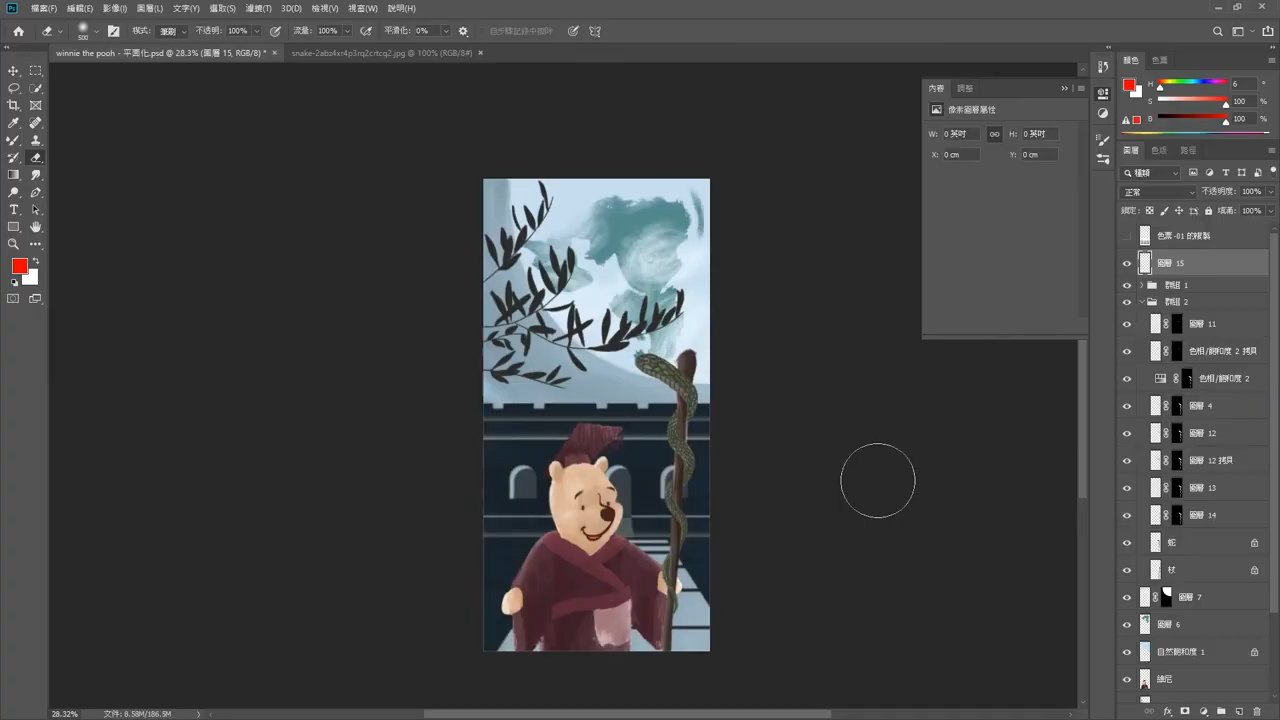 Ps 檔案(F) 編輯(E) 影像(I) 圖層(L) 文字(Y) 選取(S) 濾鏡(T) 3D(D) 檢視(V) 視窗(W) 說明(H)
500 模式: 筆刷 不透明: 100% 流量: 100% 平滑化: 0%
winnie the pooh - 平面化.psd @ 28.3% (圖層 15, RGB/8) *
snake-2abz4xr4p3rq2crtcq2.jpg @ 100% (RGB/8#)
內容 調整
像素圖層屬性
W: 0 英吋 H: 0 英吋
X: 0 cm Y: 0 cm
顏色 色票
H 6 °
S 100 %
B 100 %
圖層 色版 路徑
種類
正常 不透明度: 100%
鎖定: 填滿: 100%
色票 -01 的複製
圖層 15
群組 1
群組 2
圖層 11
色相/飽和度 2 拷貝
色相/飽和度 2
圖層 4
圖層 12
圖層 12 拷貝
圖層 13
圖層 14
蛇
杖
圖層 7
圖層 6
自然飽和度 1
維尼
28.32% 文件: 8.58M/186.5M